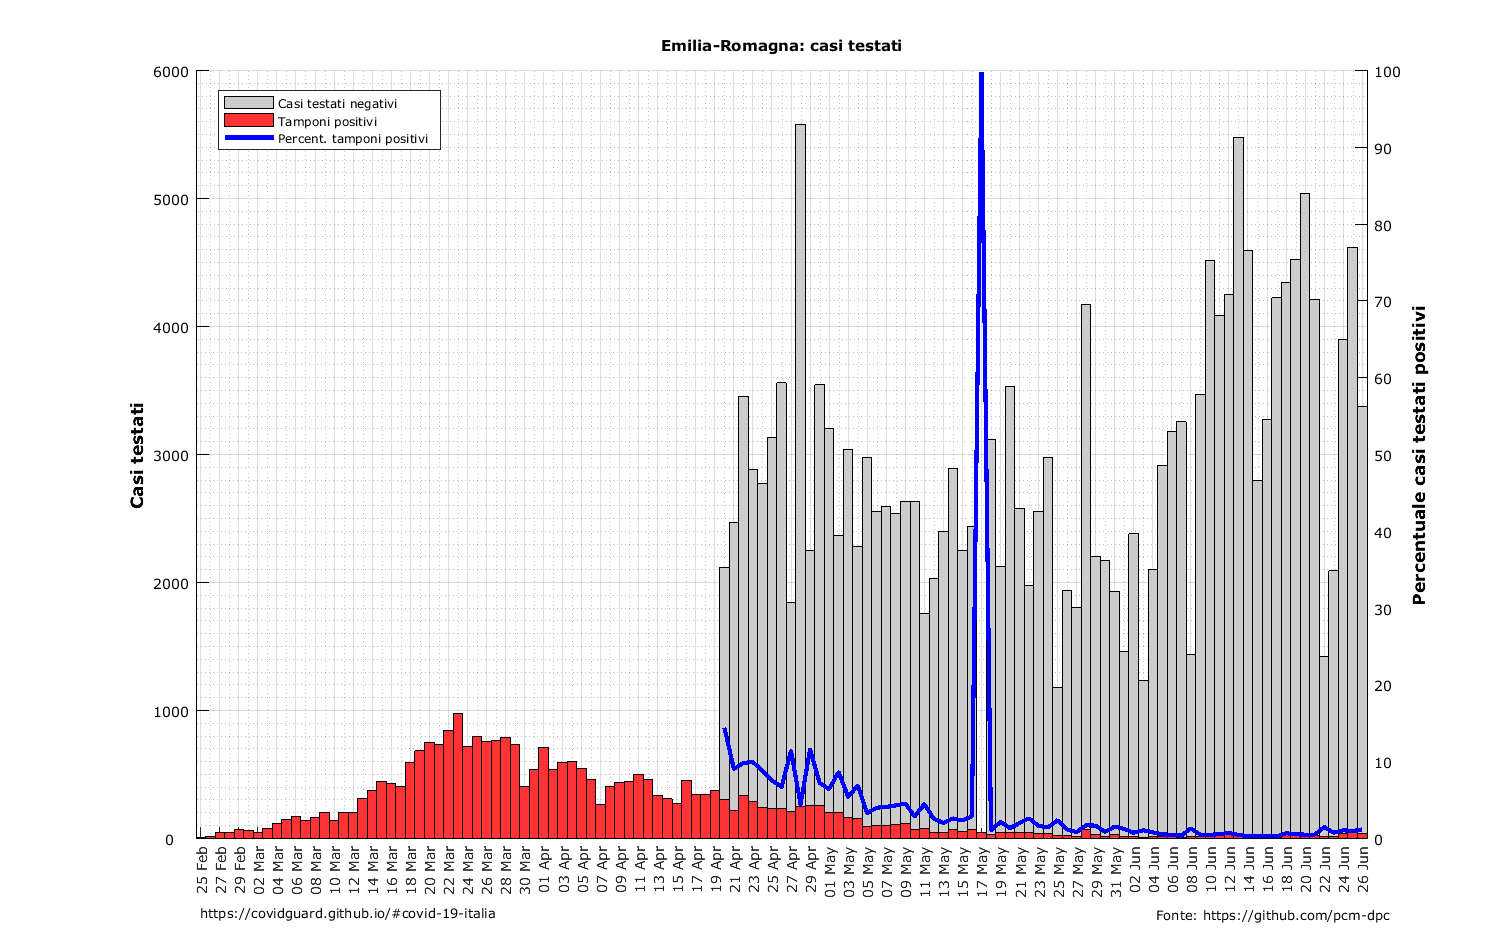 Emilia-Romagna: casi testati
Casi testati negativi
Tamponi positivi
Percent. tamponi positivi
Casi testati
6000
5000
4000
3000
2000
1000
0
Percentuale casi testati positivi
100
90
80
70
60
50
40
30
20
10
0
25 Feb
27 Feb
29 Feb
02 Mar
04 Mar
06 Mar
08 Mar
10 Mar
12 Mar
14 Mar
16 Mar
18 Mar
20 Mar
22 Mar
24 Mar
26 Mar
28 Mar
30 Mar
01 Apr
03 Apr
05 Apr
07 Apr
09 Apr
11 Apr
13 Apr
15 Apr
17 Apr
19 Apr
21 Apr
23 Apr
25 Apr
27 Apr
29 Apr
01 May
03 May
05 May
07 May
09 May
11 May
13 May
15 May
17 May
19 May
21 May
23 May
25 May
27 May
29 May
31 May
02 Jun
04 Jun
06 Jun
08 Jun
10 Jun
12 Jun
14 Jun
16 Jun
18 Jun
20 Jun
22 Jun
24 Jun
26 Jun
https://covidguard.github.io/#covid-19-italia
Fonte: https://github.com/pcm-dpc